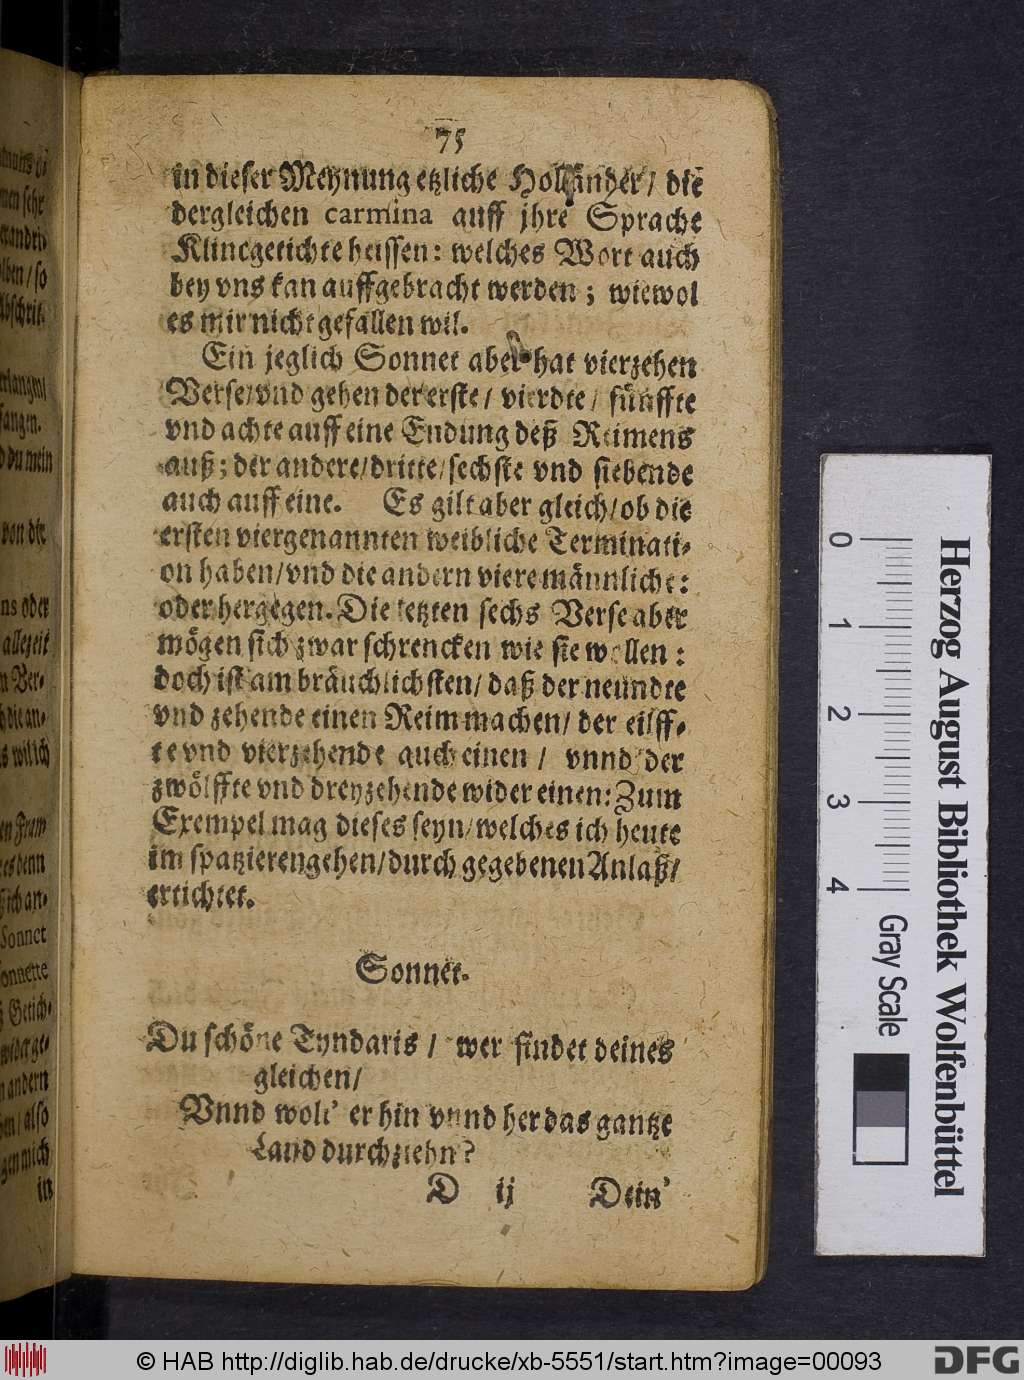 75
in dieser Meynung etzliche Holländer / die
dergleichen carmina auff jhre Sprache
Klincgetichte heissen: welches Wort auch
bey vns kan auffgebracht werden ; wiewol
es mir nicht gefallen wil.
Ein jeglich Sonnet aber hat vierzehen
Verse/vnd gehen der erste / vierdte / fünffte
vnd achte auff eine Endung deß Reimens
auß; der andere/dritte/sechste vnd siebende
auch auff eine. Es gilt aber gleich/ob die
ersten viergenannten weibliche Terminati-
on haben/vnd die andern viere männliche:
oder hergegen. Die letzten sechs Verse aber
mögen sich zwar schrencken wie sie wollen :
doch ist am bräuchlichsten/ daß der neundte
vnd zehende einen Reim machen/ der eilff-
te vnd vierzehende auch einen / vnnd der
zwölffte vnd dreyzehende wider einen: Zum
Exempel mag dieses seyn/welches ich heute
im spatzierengehen/durch gegebenen Anlaß/
ertichtet.
Sonnet.
Du schöne Tyndaris / wer findet deines
gleichen/
Vnnd wolt' er hin vnnd her das gantze
Land durchziehn?
D ij Dein'
0 1 2 3 4
Gray Scale
Herzog August Bibliothek Wolfenbüttel
© HAB http://diglib.hab.de/drucke/xb-5551/start.htm?image=00093
DFG